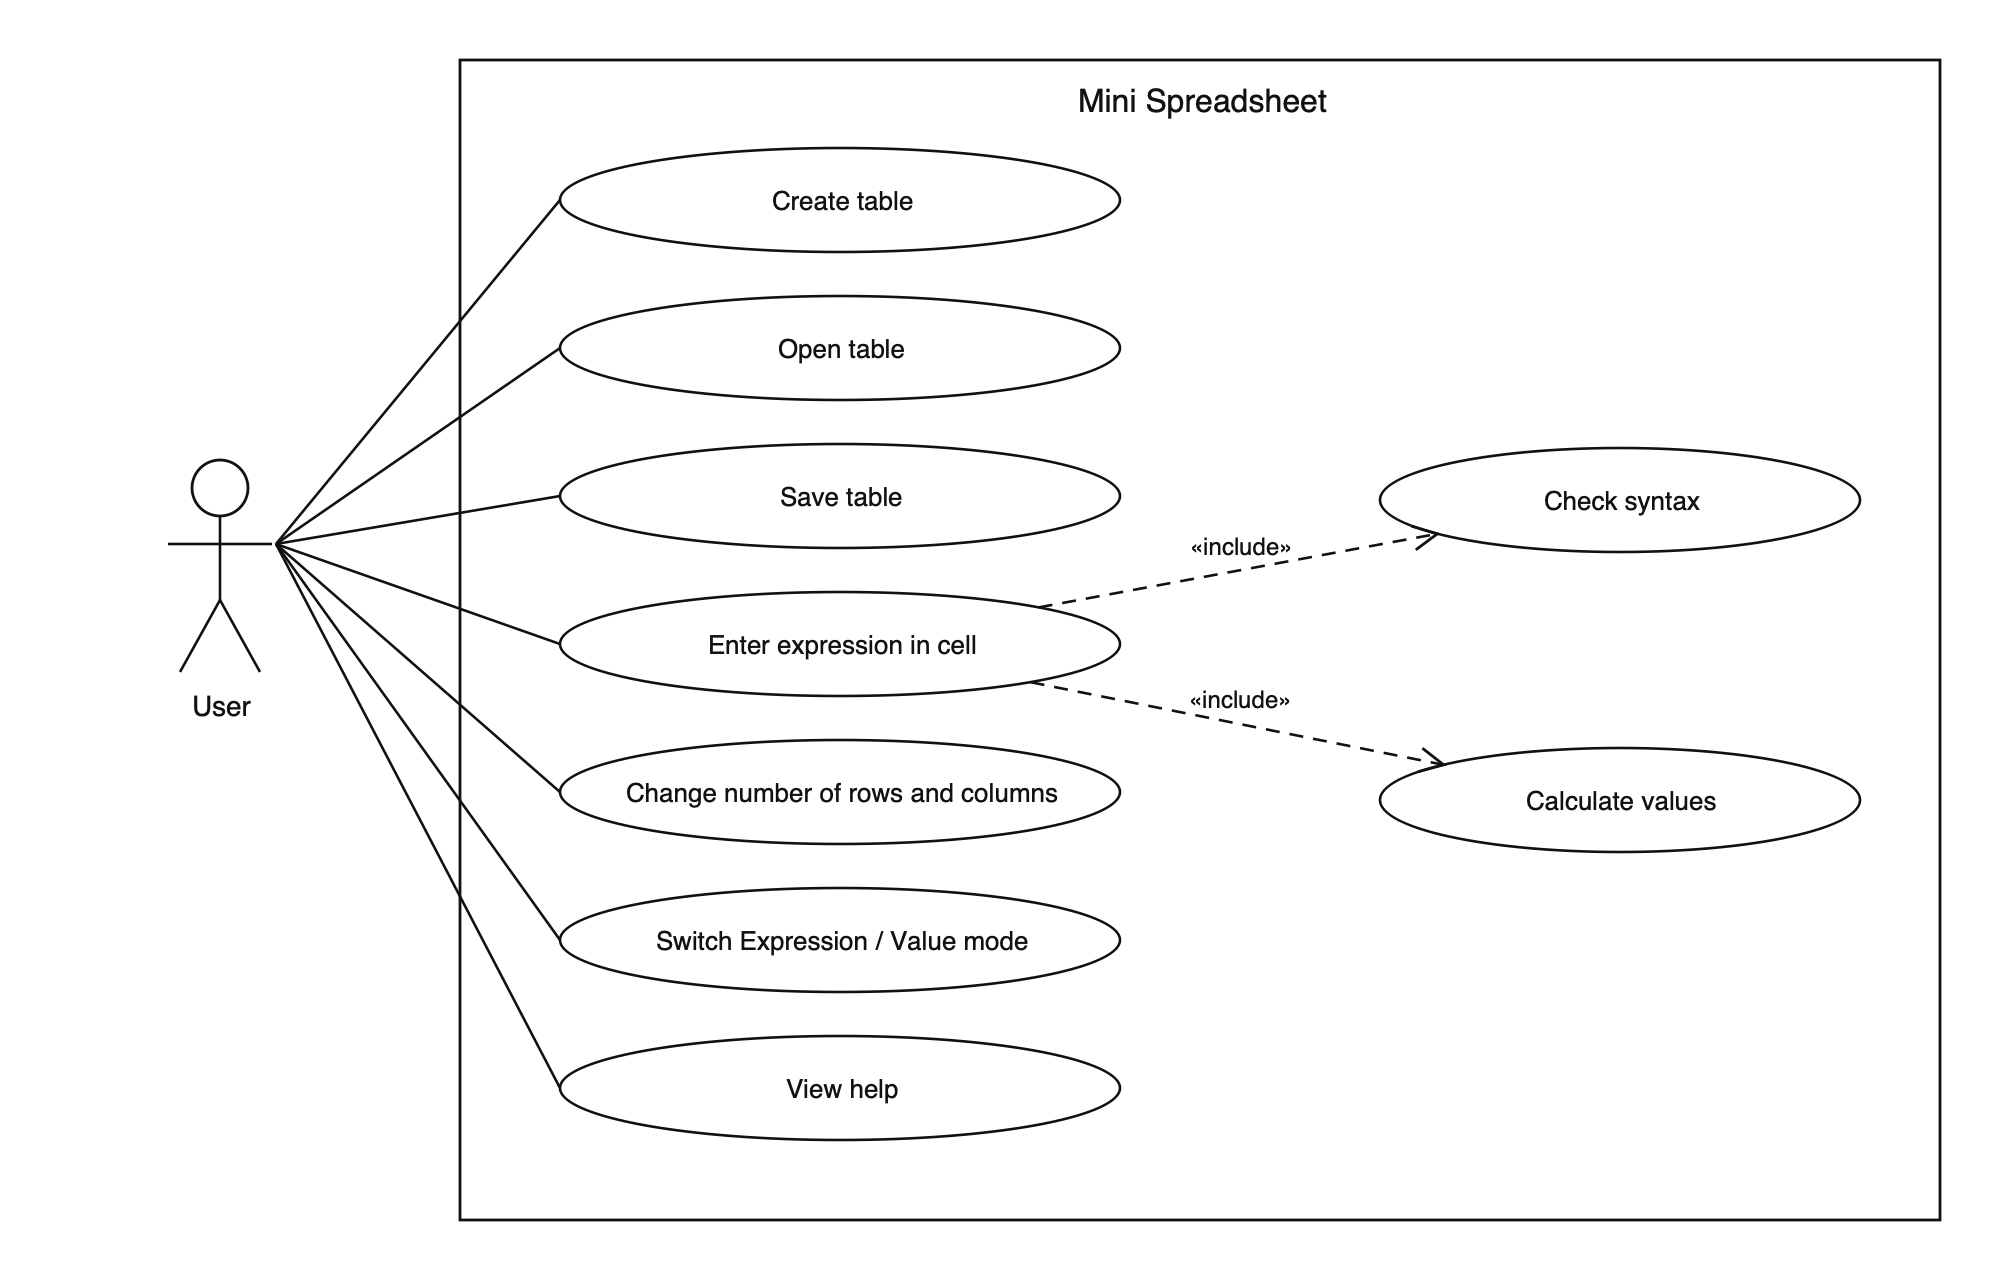 Mini Spreadsheet
Create table
Open table
Save table
Check syntax
«include»
Enter expression in cell
«include»
User
Change number of rows and columns
Calculate values
Switch Expression / Value mode
View help